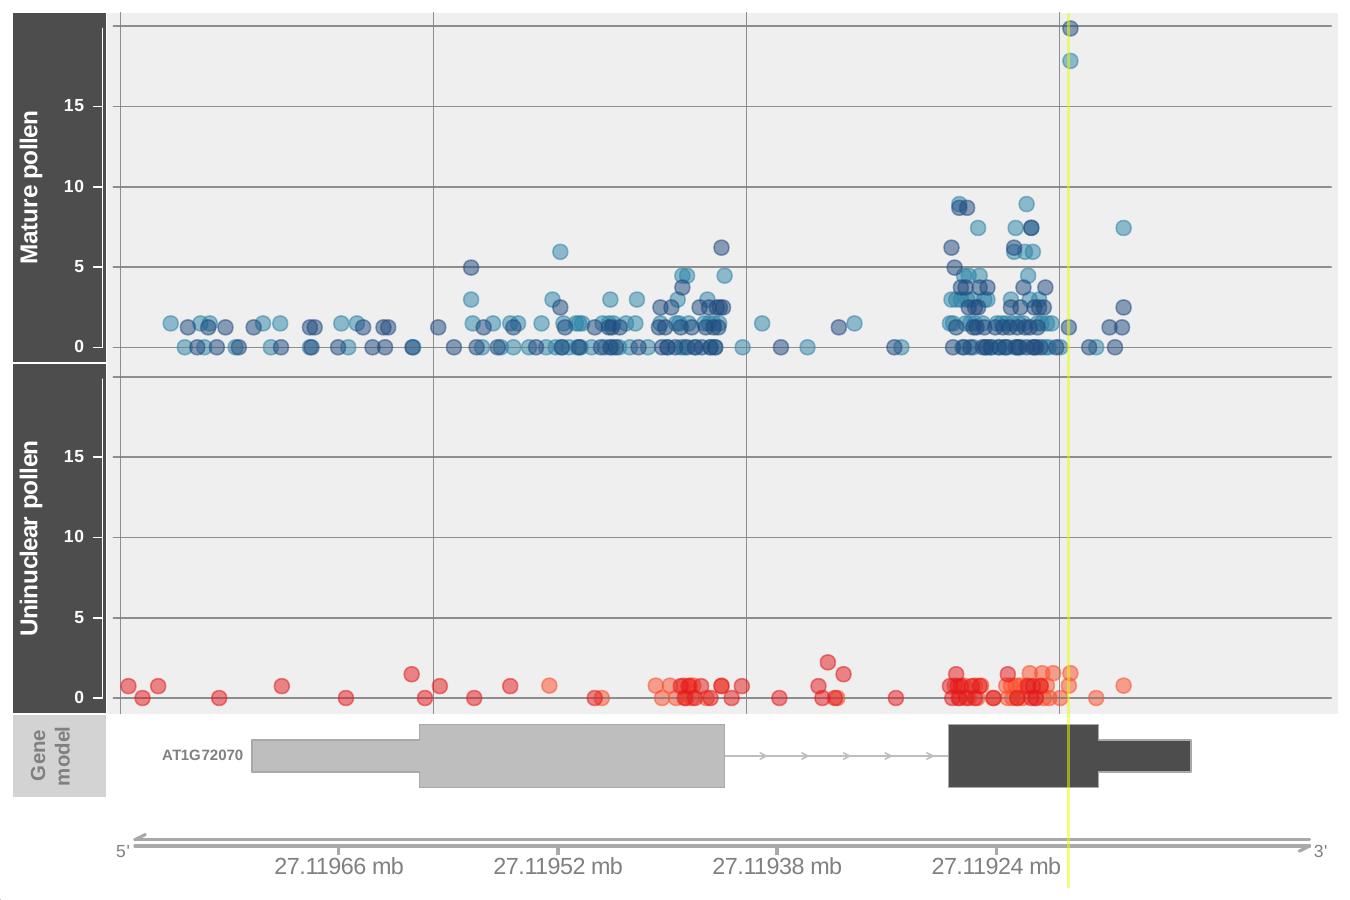 Mature pollen
15
10
5
0
Uninuclear pollen
15
10
5
0
Gene
model
AT1G72070
5'
3'
27.11966 mb
27.11952 mb
27.11938 mb
27.11924 mb